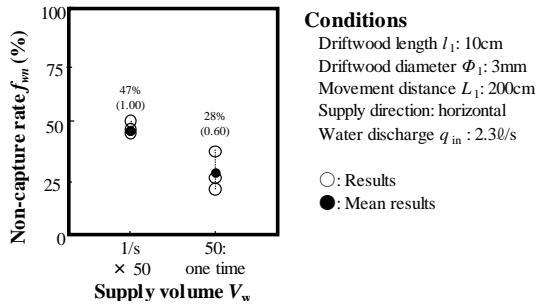 Non-capture rate f_wn (%)
100
75
50
25
0
47%
(1.00)
28%
(0.60)
1/s
× 50
50:
one time
Supply volume V_w
Conditions
Driftwood length l_1: 10cm
Driftwood diameter Φ_1: 3mm
Movement distance L_1: 200cm
Supply direction: horizontal
Water discharge q_in : 2.3ℓ/s
○: Results
●: Mean results